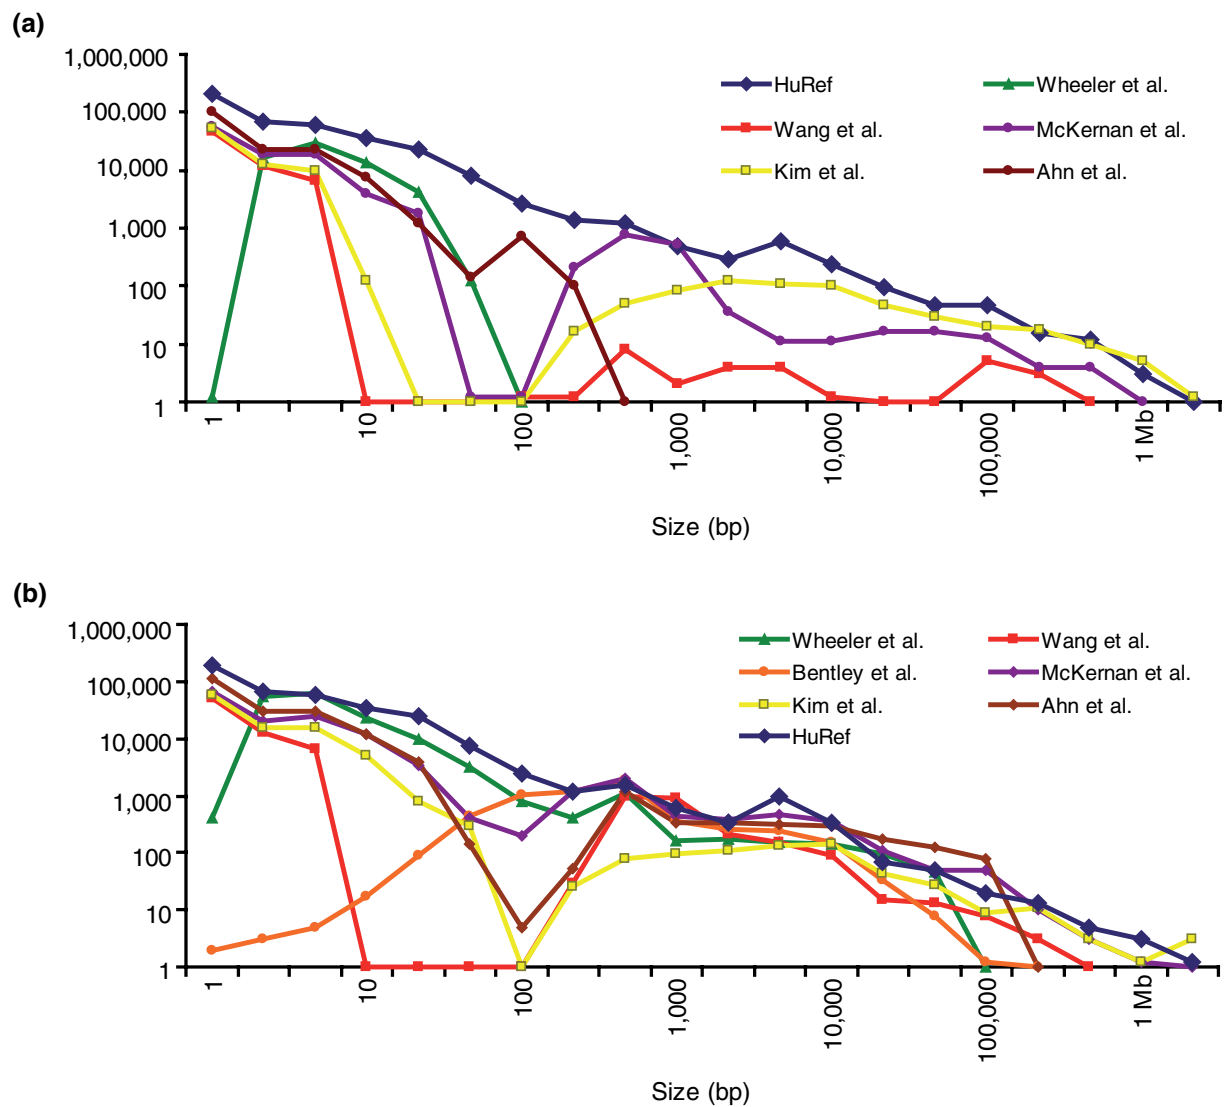 (a)
1,000,000
100,000
10,000
1,000
100
10
1
HuRef
Wheeler et al.
Wang et al.
McKernan et al.
Kim et al.
Ahn et al.
1
10
100
1,000
10,000
100,000
1 Mb
Size (bp)
(b)
1,000,000
100,000
10,000
1,000
100
10
1
Wheeler et al.
Wang et al.
Bentley et al.
McKernan et al.
Kim et al.
Ahn et al.
HuRef
1
10
100
1,000
10,000
100,000
1 Mb
Size (bp)